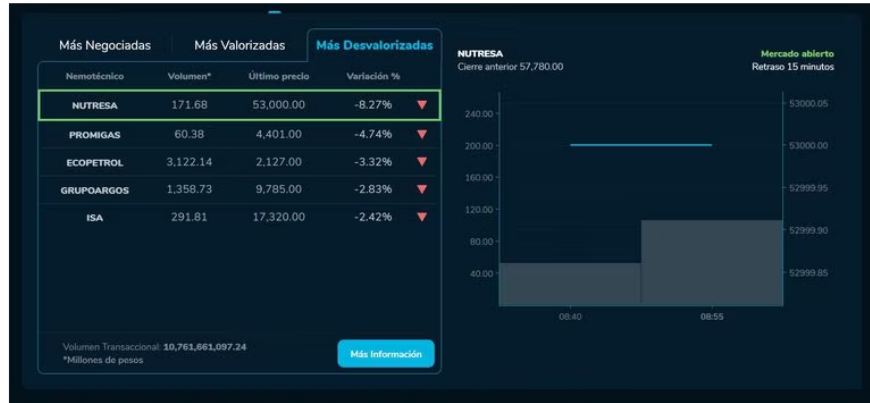 Más Negociadas Más Valorizadas Más Desvalorizadas
Nemotécnico Volumen* Último precio Variación %
NUTRESA 171.68 53,000.00 -8.27% ▼
PROMIGAS 60.38 4,401.00 -4.74% ▼
ECOPETROL 3,122.14 2,127.00 -3.32% ▼
GRUPOARGOS 1,358.73 9,785.00 -2.83% ▼
ISA 291.81 17,320.00 -2.42% ▼
Volumen Transaccional: 10,761,661,097.24
*Millones de pesos
Más Información
NUTRESA Mercado abierto
Cierre anterior 57,780.00 Retraso 15 minutos
240.00 53000.05
200.00 53000.00
160.00 52999.95
120.00
80.00 52999.90
40.00 52999.85
08:40 08:55